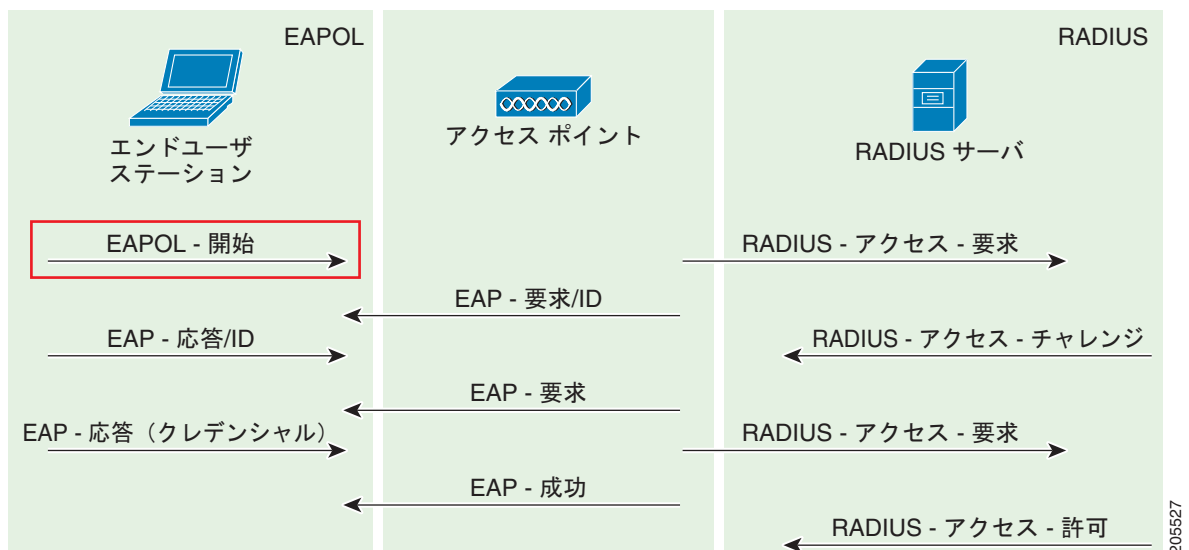 EAPOL
RADIUS
エンドユーザ
ステーション
アクセス ポイント
RADIUS サーバ
EAPOL - 開始
RADIUS - アクセス - 要求
EAP - 要求/ID
EAP - 応答/ID
RADIUS - アクセス - チャレンジ
EAP - 要求
EAP - 応答（クレデンシャル）
RADIUS - アクセス - 要求
EAP - 成功
RADIUS - アクセス - 許可
205527